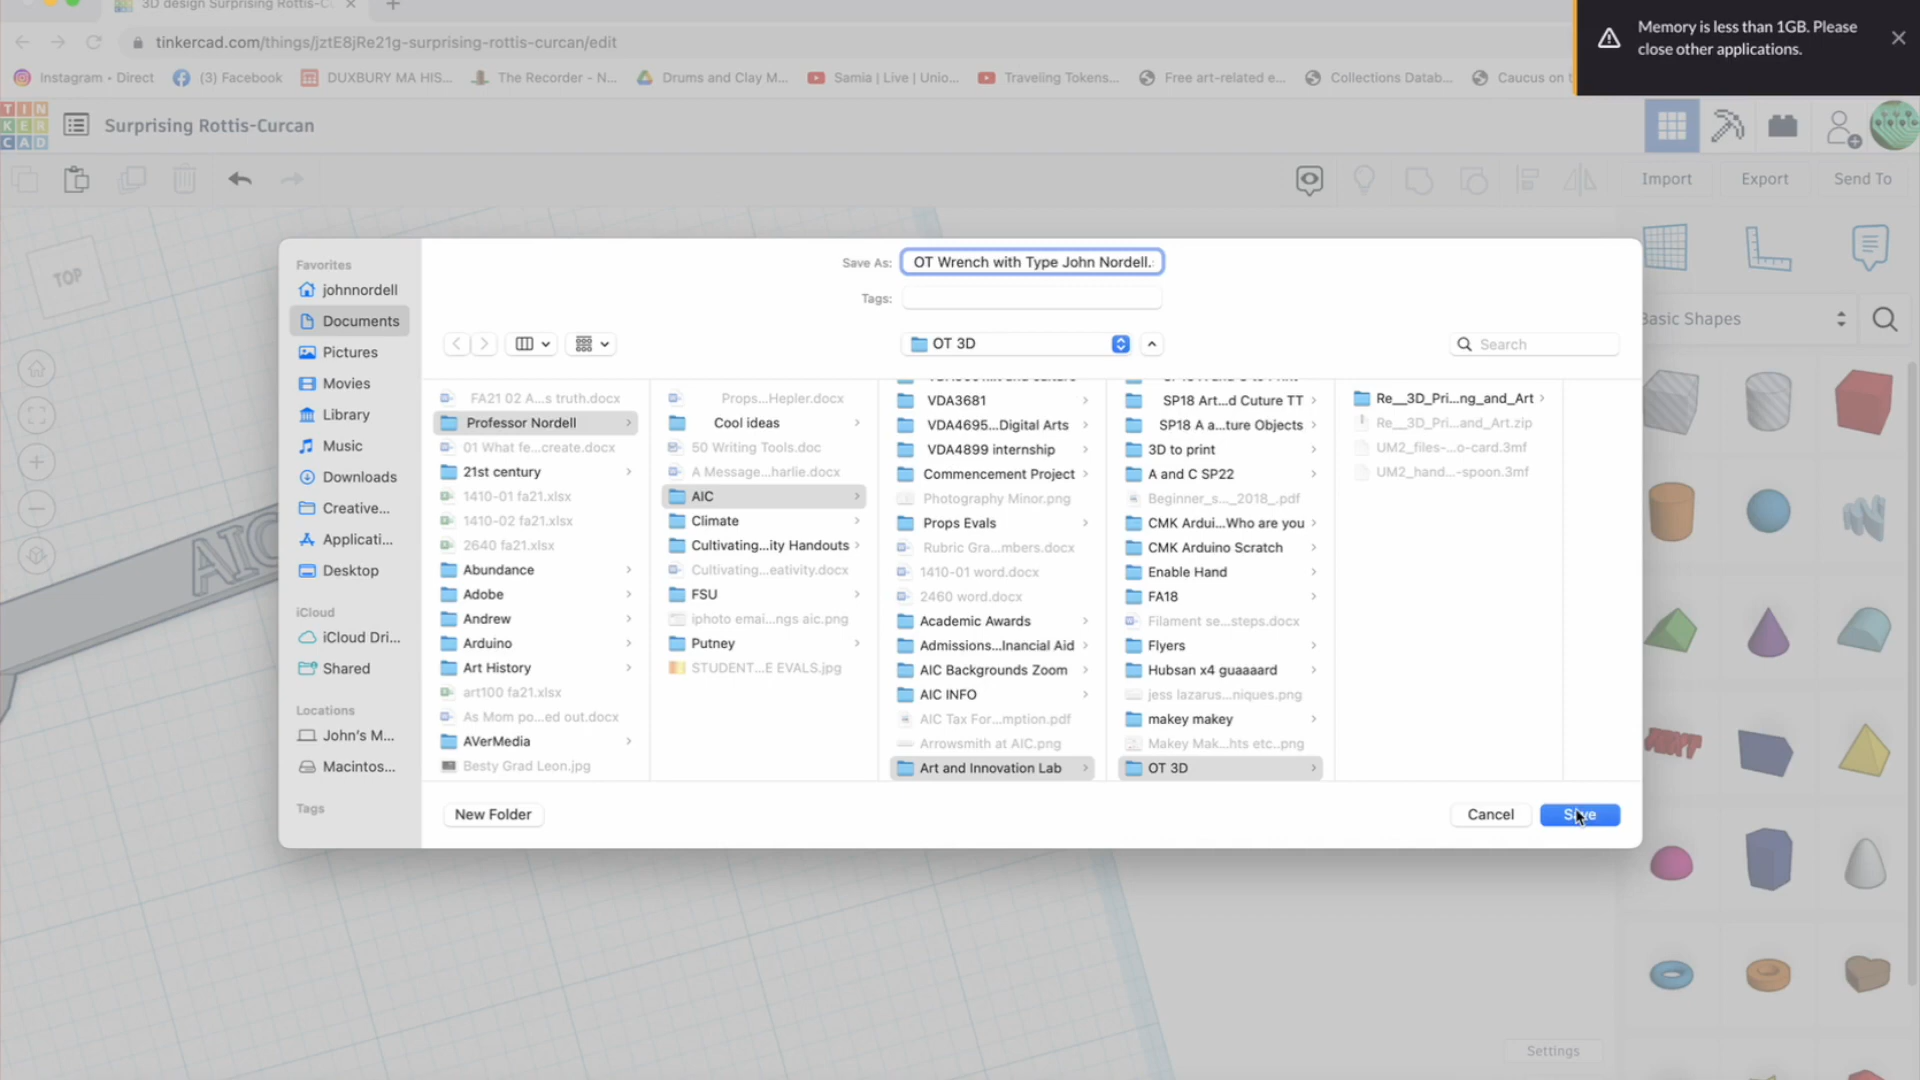 3D design Surprising Rottis-C
tinkercad.com/things/jztE8jRe21g-surprising-rottis-curcan/edit
Memory is less than 1GB. Please
close other applications.
Instagram • Direct
(3) Facebook
DUXBURY MA HIS...
The Recorder - N...
Drums and Clay M...
Samia | Live | Unio...
Traveling Tokens...
Free art-related e...
Collections Datab...
Caucus on t
TIN
KER
CAD
Surprising Rottis-Curcan
Import
Export
Send To
TOP
AIC
Basic Shapes
Favorites
johnnordell
Documents
Pictures
Movies
Library
Music
Downloads
Creative...
Applicati...
Desktop
iCloud
iCloud Dri...
Shared
Locations
John's M...
Macintos...
Tags
Save As:
OT Wrench with Type John Nordell.
Tags:
OT 3D
Search
FA21 02 A...s truth.docx
Professor Nordell
01 What fe...create.docx
21st century
1410-01 fa21.xlsx
1410-02 fa21.xlsx
2640 fa21.xlsx
Abundance
Adobe
Andrew
Arduino
Art History
art100 fa21.xlsx
As Mom po...ed out.docx
AVerMedia
Besty Grad Leon.jpg
Props...Hepler.docx
Cool ideas
50 Writing Tools.doc
A Message...harlie.docx
AIC
Climate
Cultivating...ity Handouts
Cultivating...eativity.docx
FSU
iphoto emai...ngs aic.png
Putney
STUDENT...E EVALS.jpg
VDA3681
VDA4695...Digital Arts
VDA4899 internship
Commencement Project
Photography Minor.png
Props Evals
Rubric Gra...mbers.docx
1410-01 word.docx
2460 word.docx
Academic Awards
Admissions...Inancial Aid
AIC Backgrounds Zoom
AIC INFO
AIC Tax For...mption.pdf
Arrowsmith at AIC.png
Art and Innovation Lab
SP18 Art...d Cuture TT
SP18 A a...ture Objects
3D to print
A and C SP22
Beginner_s..._2018_.pdf
CMK Ardui...Who are you
CMK Arduino Scratch
Enable Hand
FA18
Filament se...steps.docx
Flyers
Hubsan x4 guaaaard
jess lazarus...niques.png
makey makey
Makey Mak...hts etc..png
OT 3D
Re__3D_Pri...ng_and_Art
Re__3D_Pri...ng_and_Art.zip
UM2_files-...o-card.3mf
UM2_hand...-spoon.3mf
New Folder
Cancel
Save
Settings